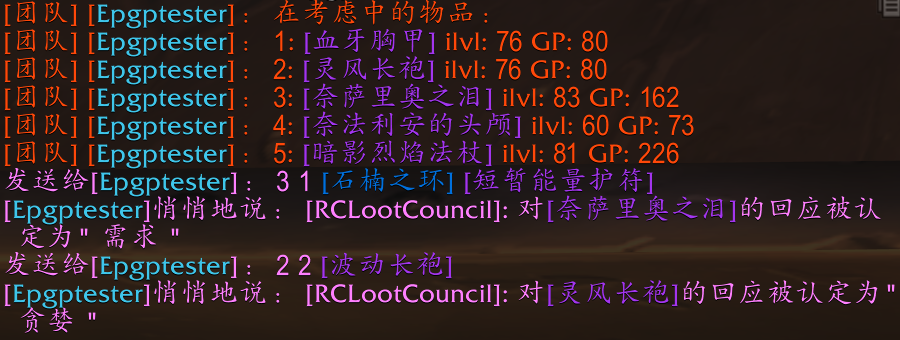 [团队] [Epgptester]： 在考虑中的物品：
[团队] [Epgptester]： 1: [血牙胸甲] ilvl: 76 GP: 80
[团队] [Epgptester]： 2: [灵风长袍] ilvl: 76 GP: 80
[团队] [Epgptester]： 3: [奈萨里奥之泪] ilvl: 83 GP: 162
[团队] [Epgptester]： 4: [奈法利安的头颅] ilvl: 60 GP: 73
[团队] [Epgptester]： 5: [暗影烈焰法杖] ilvl: 81 GP: 226
发送给[Epgptester]： 3 1 [石楠之环] [短暂能量护符]
[Epgptester]悄悄地说： [RCLootCouncil]: 对[奈萨里奥之泪]的回应被认
定为" 需求 "
发送给[Epgptester]： 2 2 [波动长袍]
[Epgptester]悄悄地说： [RCLootCouncil]: 对[灵风长袍]的回应被认定为"
贪婪 "